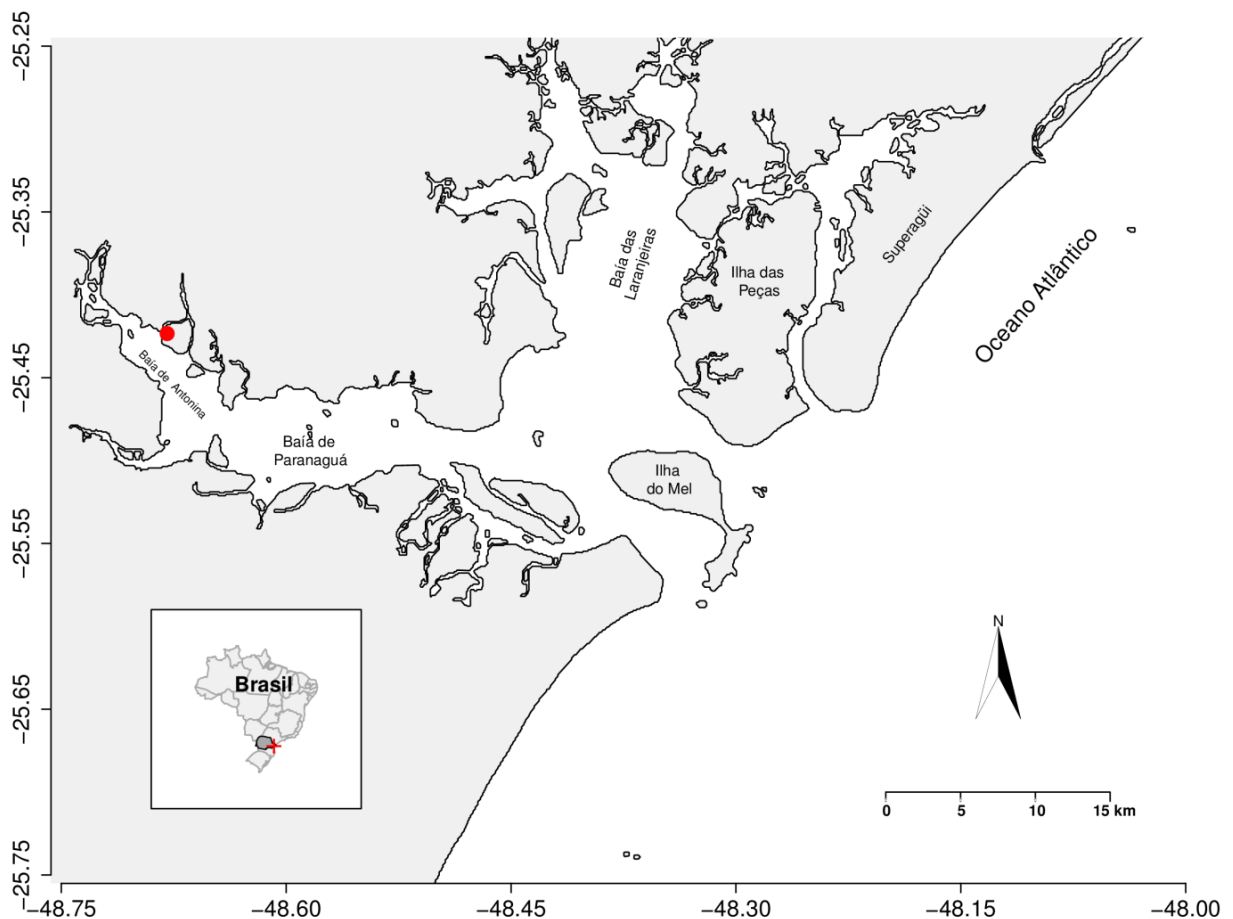 −25.25
−25.35
−25.45
−25.55
−25.65
−25.75
Baía das
Laranjeiras
Ilha das
Peças
Superagüi
Oceano Atlântico
Baía de Antonina
Baía de
Paranaguá
Ilha
do Mel
Brasil
N
0 5 10 15 km
−48.75 −48.60 −48.45 −48.30 −48.15 −48.00